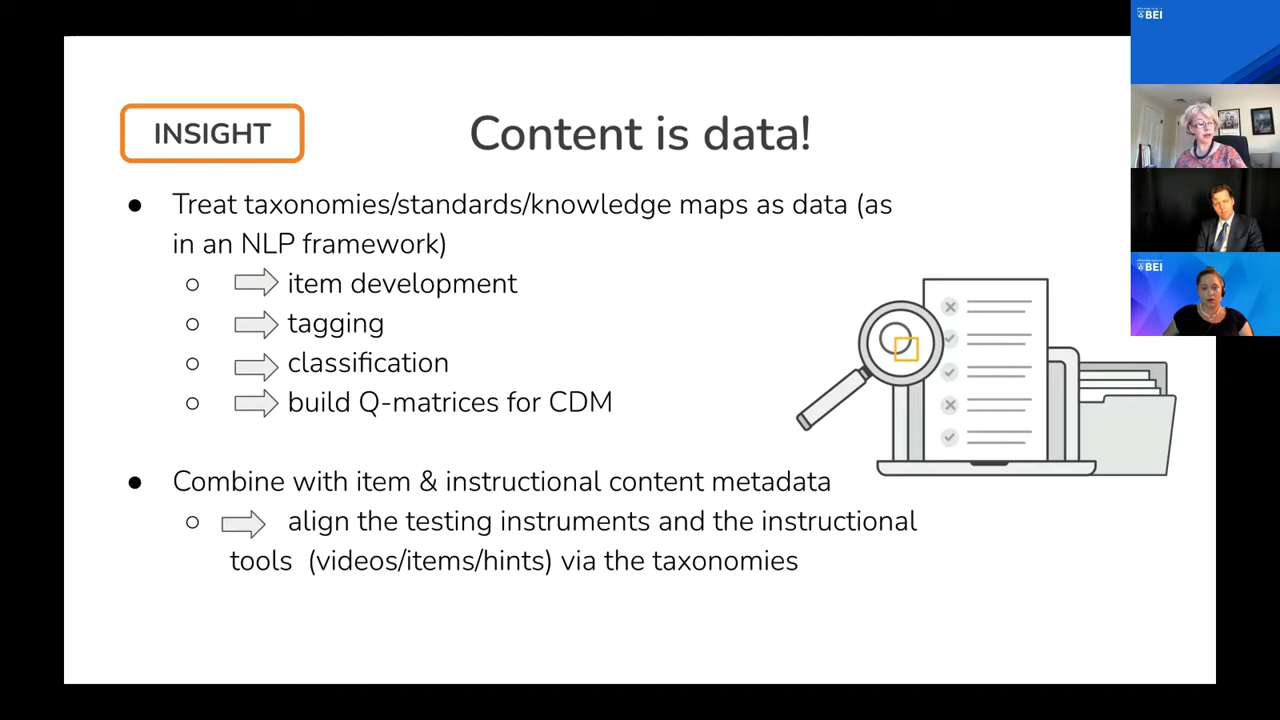 INSIGHT
Content is data!
● Treat taxonomies/standards/knowledge maps as data (as
in an NLP framework)
○ item development
○ tagging
○ classification
○ build Q-matrices for CDM
● Combine with item & instructional content metadata
○ align the testing instruments and the instructional
tools (videos/items/hints) via the taxonomies
BEI
BEI